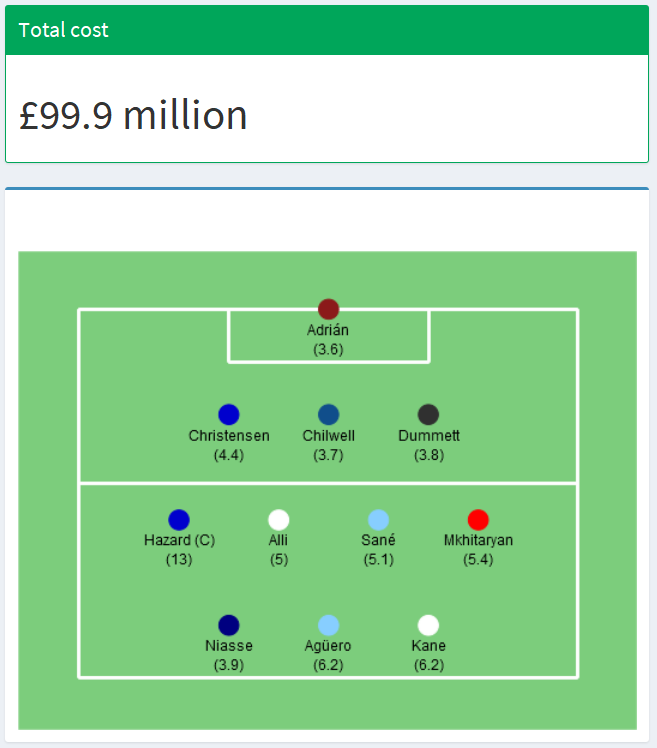 Total cost
£99.9 million
Adrián
(3.6)
Christensen Chilwell Dummett
(4.4) (3.7) (3.8)
Hazard (C) Alli Sané Mkhitaryan
(13) (5) (5.1) (5.4)
Niasse Agüero Kane
(3.9) (6.2) (6.2)